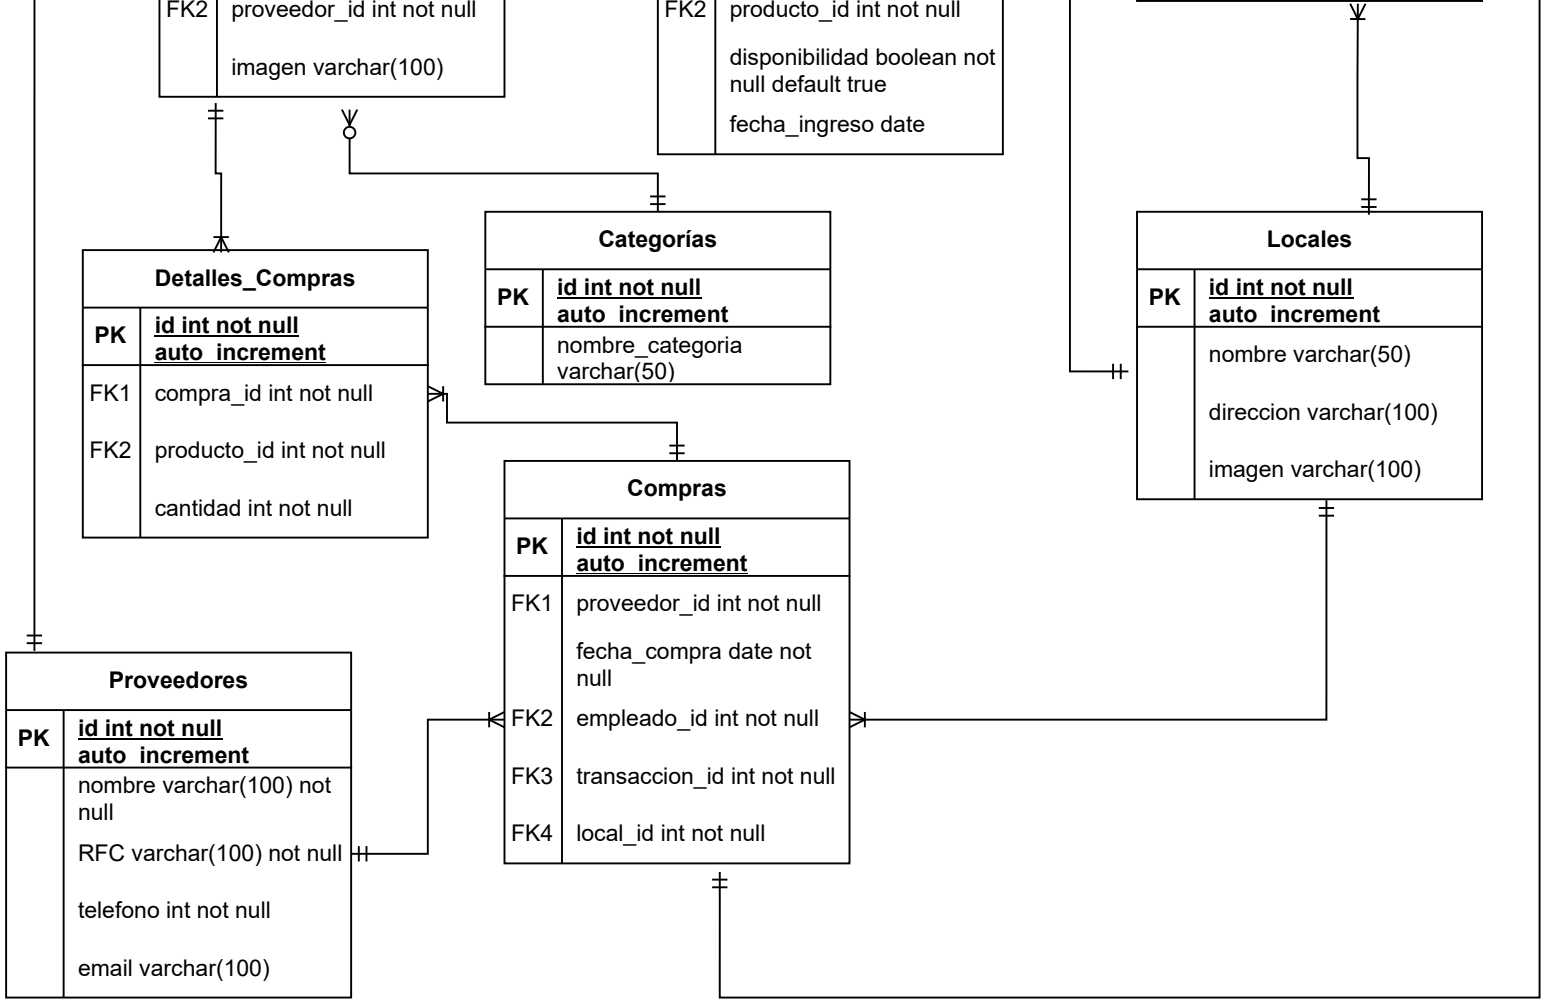 FK2 proveedor_id int not null
imagen varchar(100)
FK2 producto_id int not null
disponibilidad boolean not
null default true
fecha_ingreso date
Categorías
PK id int not null
auto_increment
nombre_categoria
varchar(50)
Locales
PK id int not null
auto_increment
nombre varchar(50)
direccion varchar(100)
imagen varchar(100)
Detalles_Compras
PK id int not null
auto_increment
FK1 compra_id int not null
FK2 producto_id int not null
cantidad int not null
Compras
PK id int not null
auto_increment
FK1 proveedor_id int not null
fecha_compra date not
null
FK2 empleado_id int not null
FK3 transaccion_id int not null
FK4 local_id int not null
Proveedores
PK id int not null
auto_increment
nombre varchar(100) not
null
RFC varchar(100) not null
telefono int not null
email varchar(100)